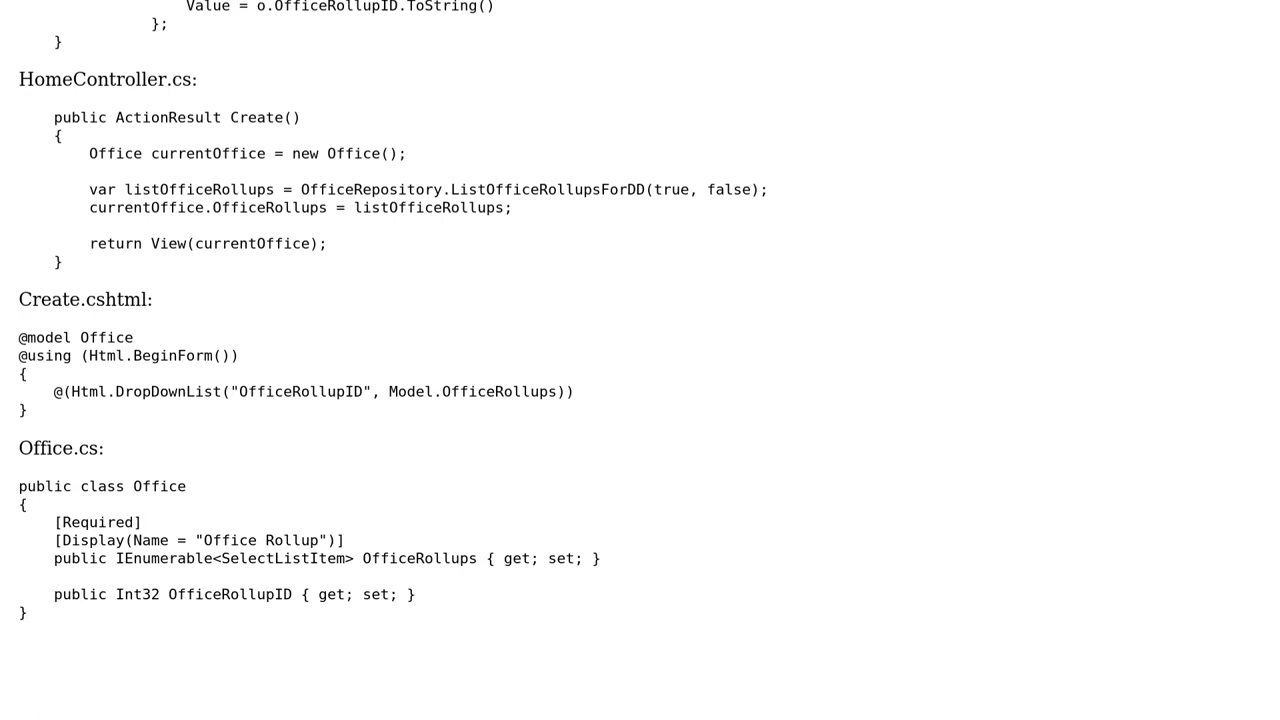 Value = o.OfficeRollupID.ToString()
               };
    }
HomeController.cs:
    public ActionResult Create()
    {
        Office currentOffice = new Office();
        var listOfficeRollups = OfficeRepository.ListOfficeRollupsForDD(true, false);
        currentOffice.OfficeRollups = listOfficeRollups;
        return View(currentOffice);
    }
Create.cshtml:
@model Office
@using (Html.BeginForm())
{
    @(Html.DropDownList("OfficeRollupID", Model.OfficeRollups))
}
Office.cs:
public class Office
{
    [Required]
    [Display(Name = "Office Rollup")]
    public IEnumerable<SelectListItem> OfficeRollups { get; set; }
    public Int32 OfficeRollupID { get; set; }
}